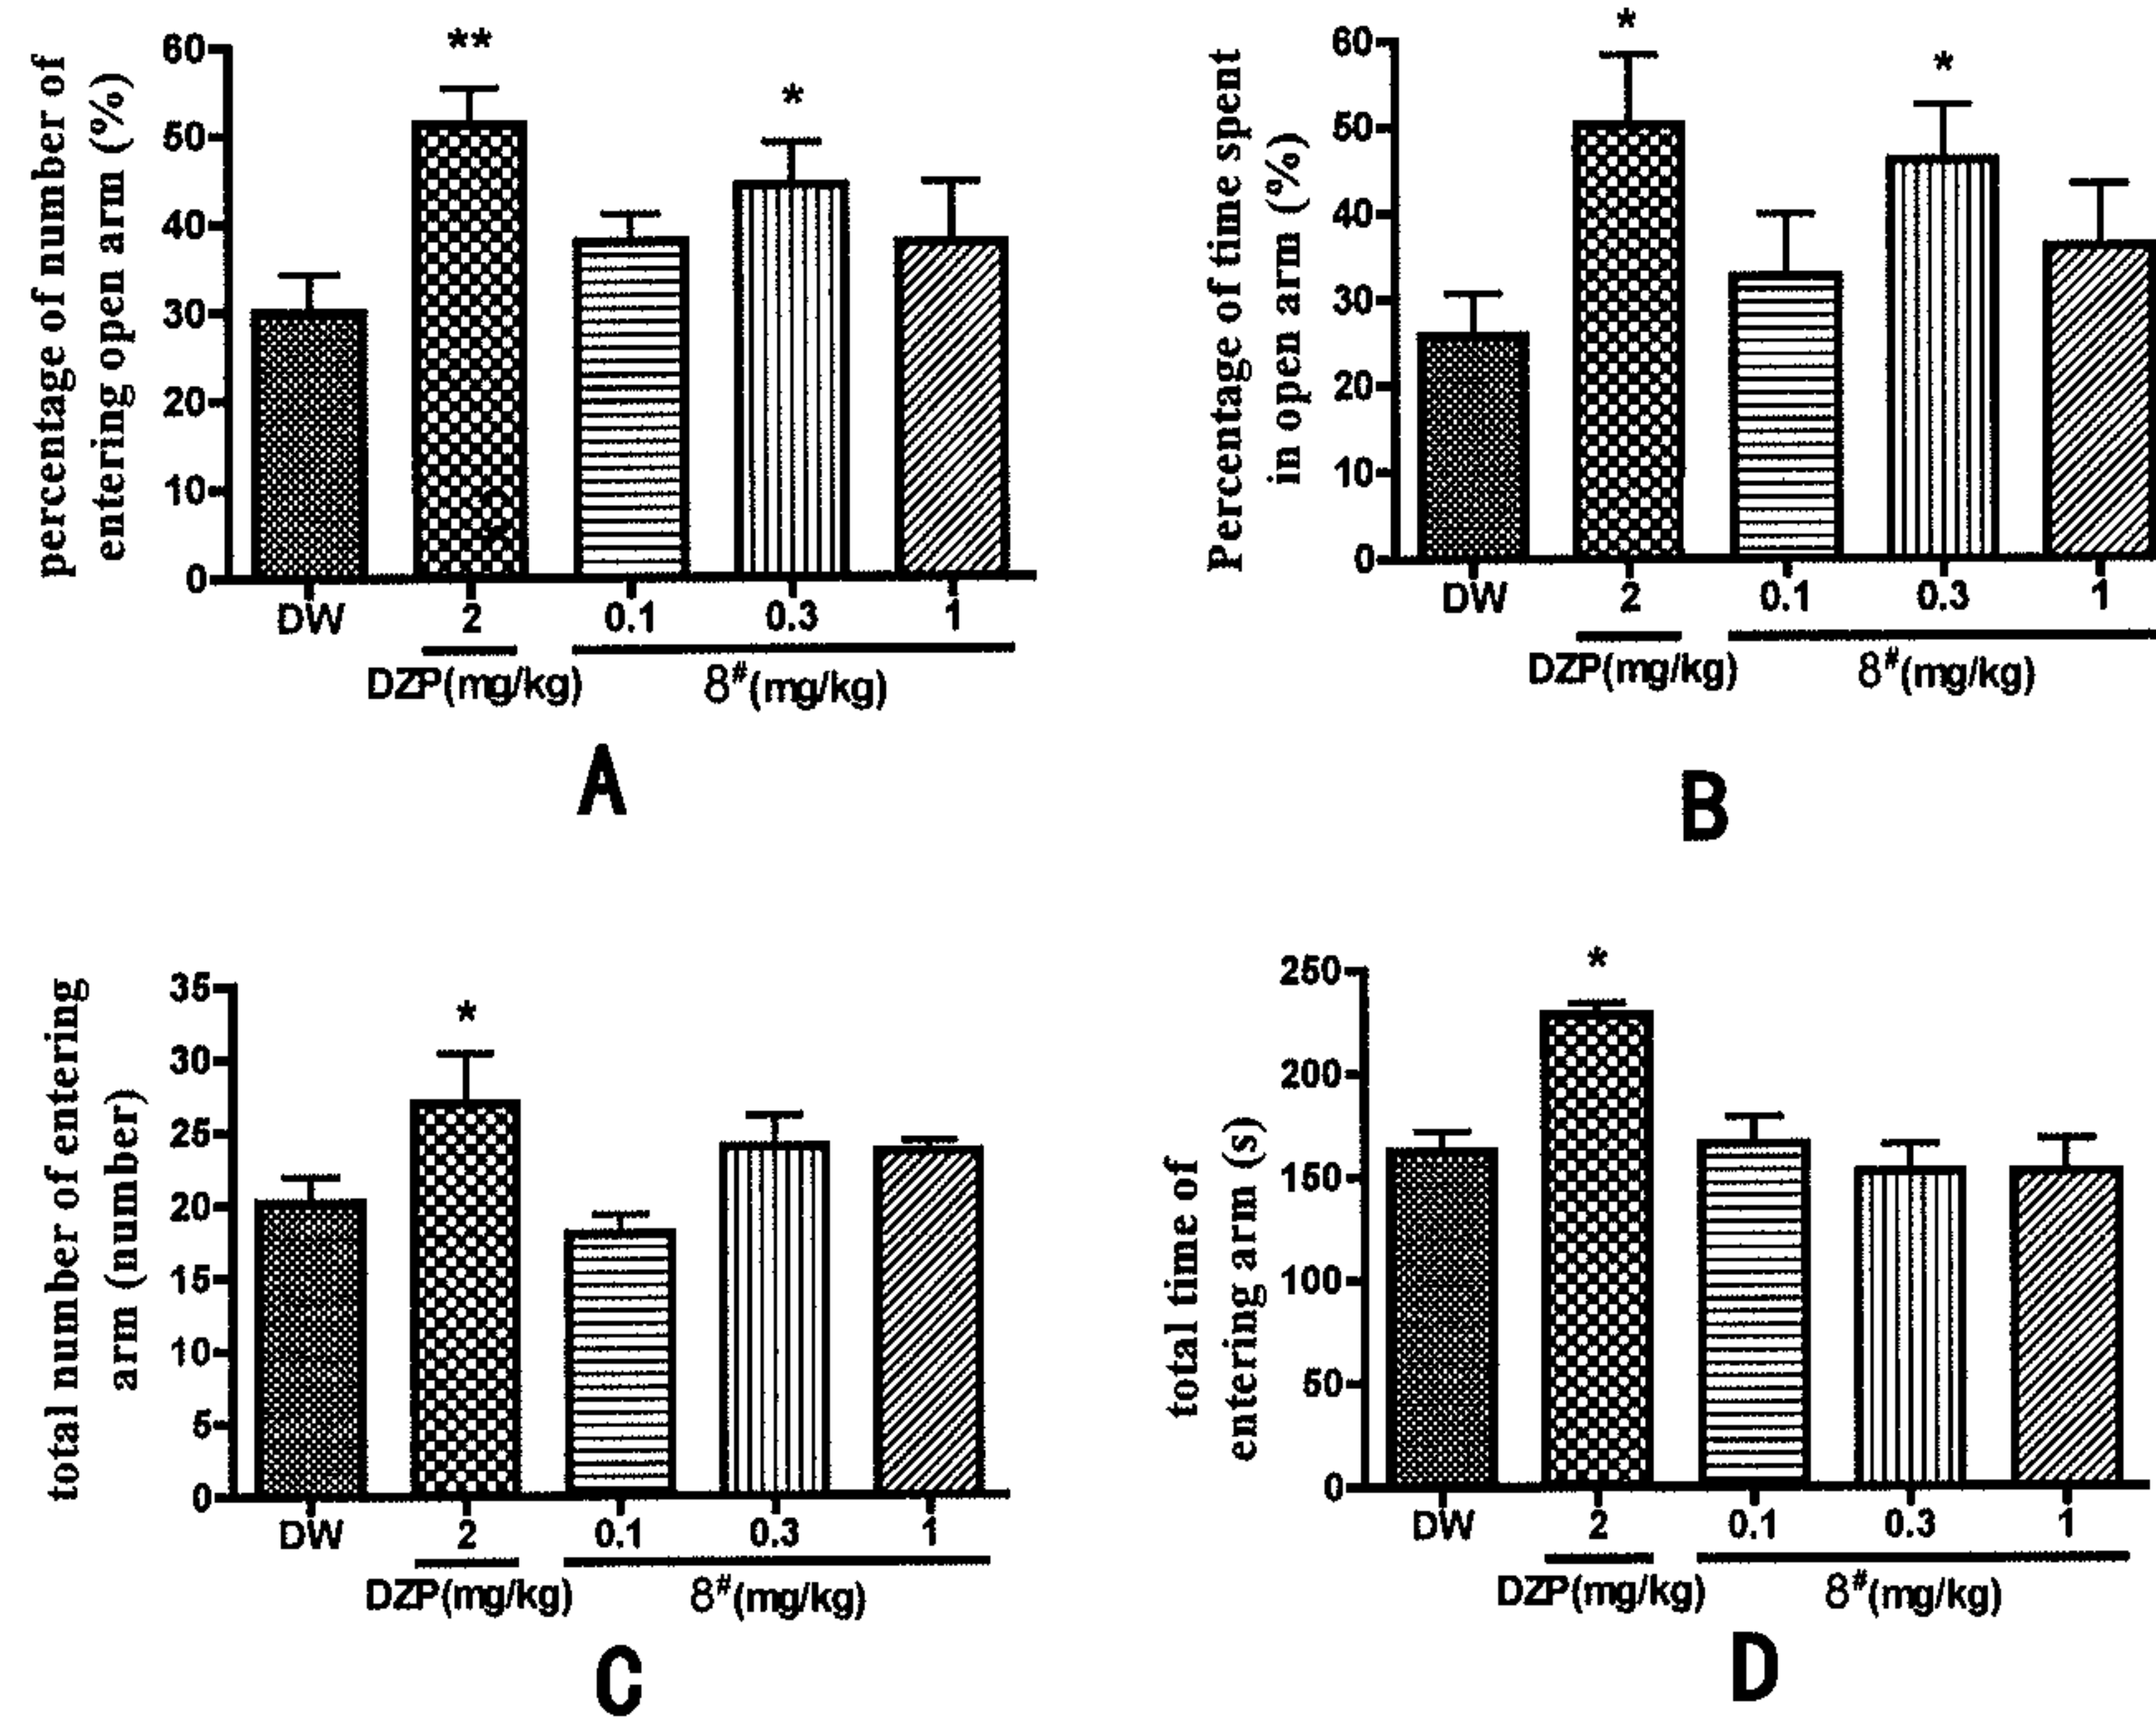 percentage of number of
entering open arm (%)
60
50
40
30
20
10
0
**
*
DW
2
0.1
0.3
1
DZP(mg/kg)
8#(mg/kg)
A
Percentage of time spent
in open arm (%)
60
50
40
30
20
10
0
*
*
DW
2
0.1
0.3
1
DZP(mg/kg)
8#(mg/kg)
B
total number of entering
arm (number)
35
30
25
20
15
10
5
0
*
DW
2
0.1
0.3
1
DZP(mg/kg)
8#(mg/kg)
C
total time of
entering arm (s)
250
200
150
100
50
0
*
DW
2
0.1
0.3
1
DZP(mg/kg)
8#(mg/kg)
D